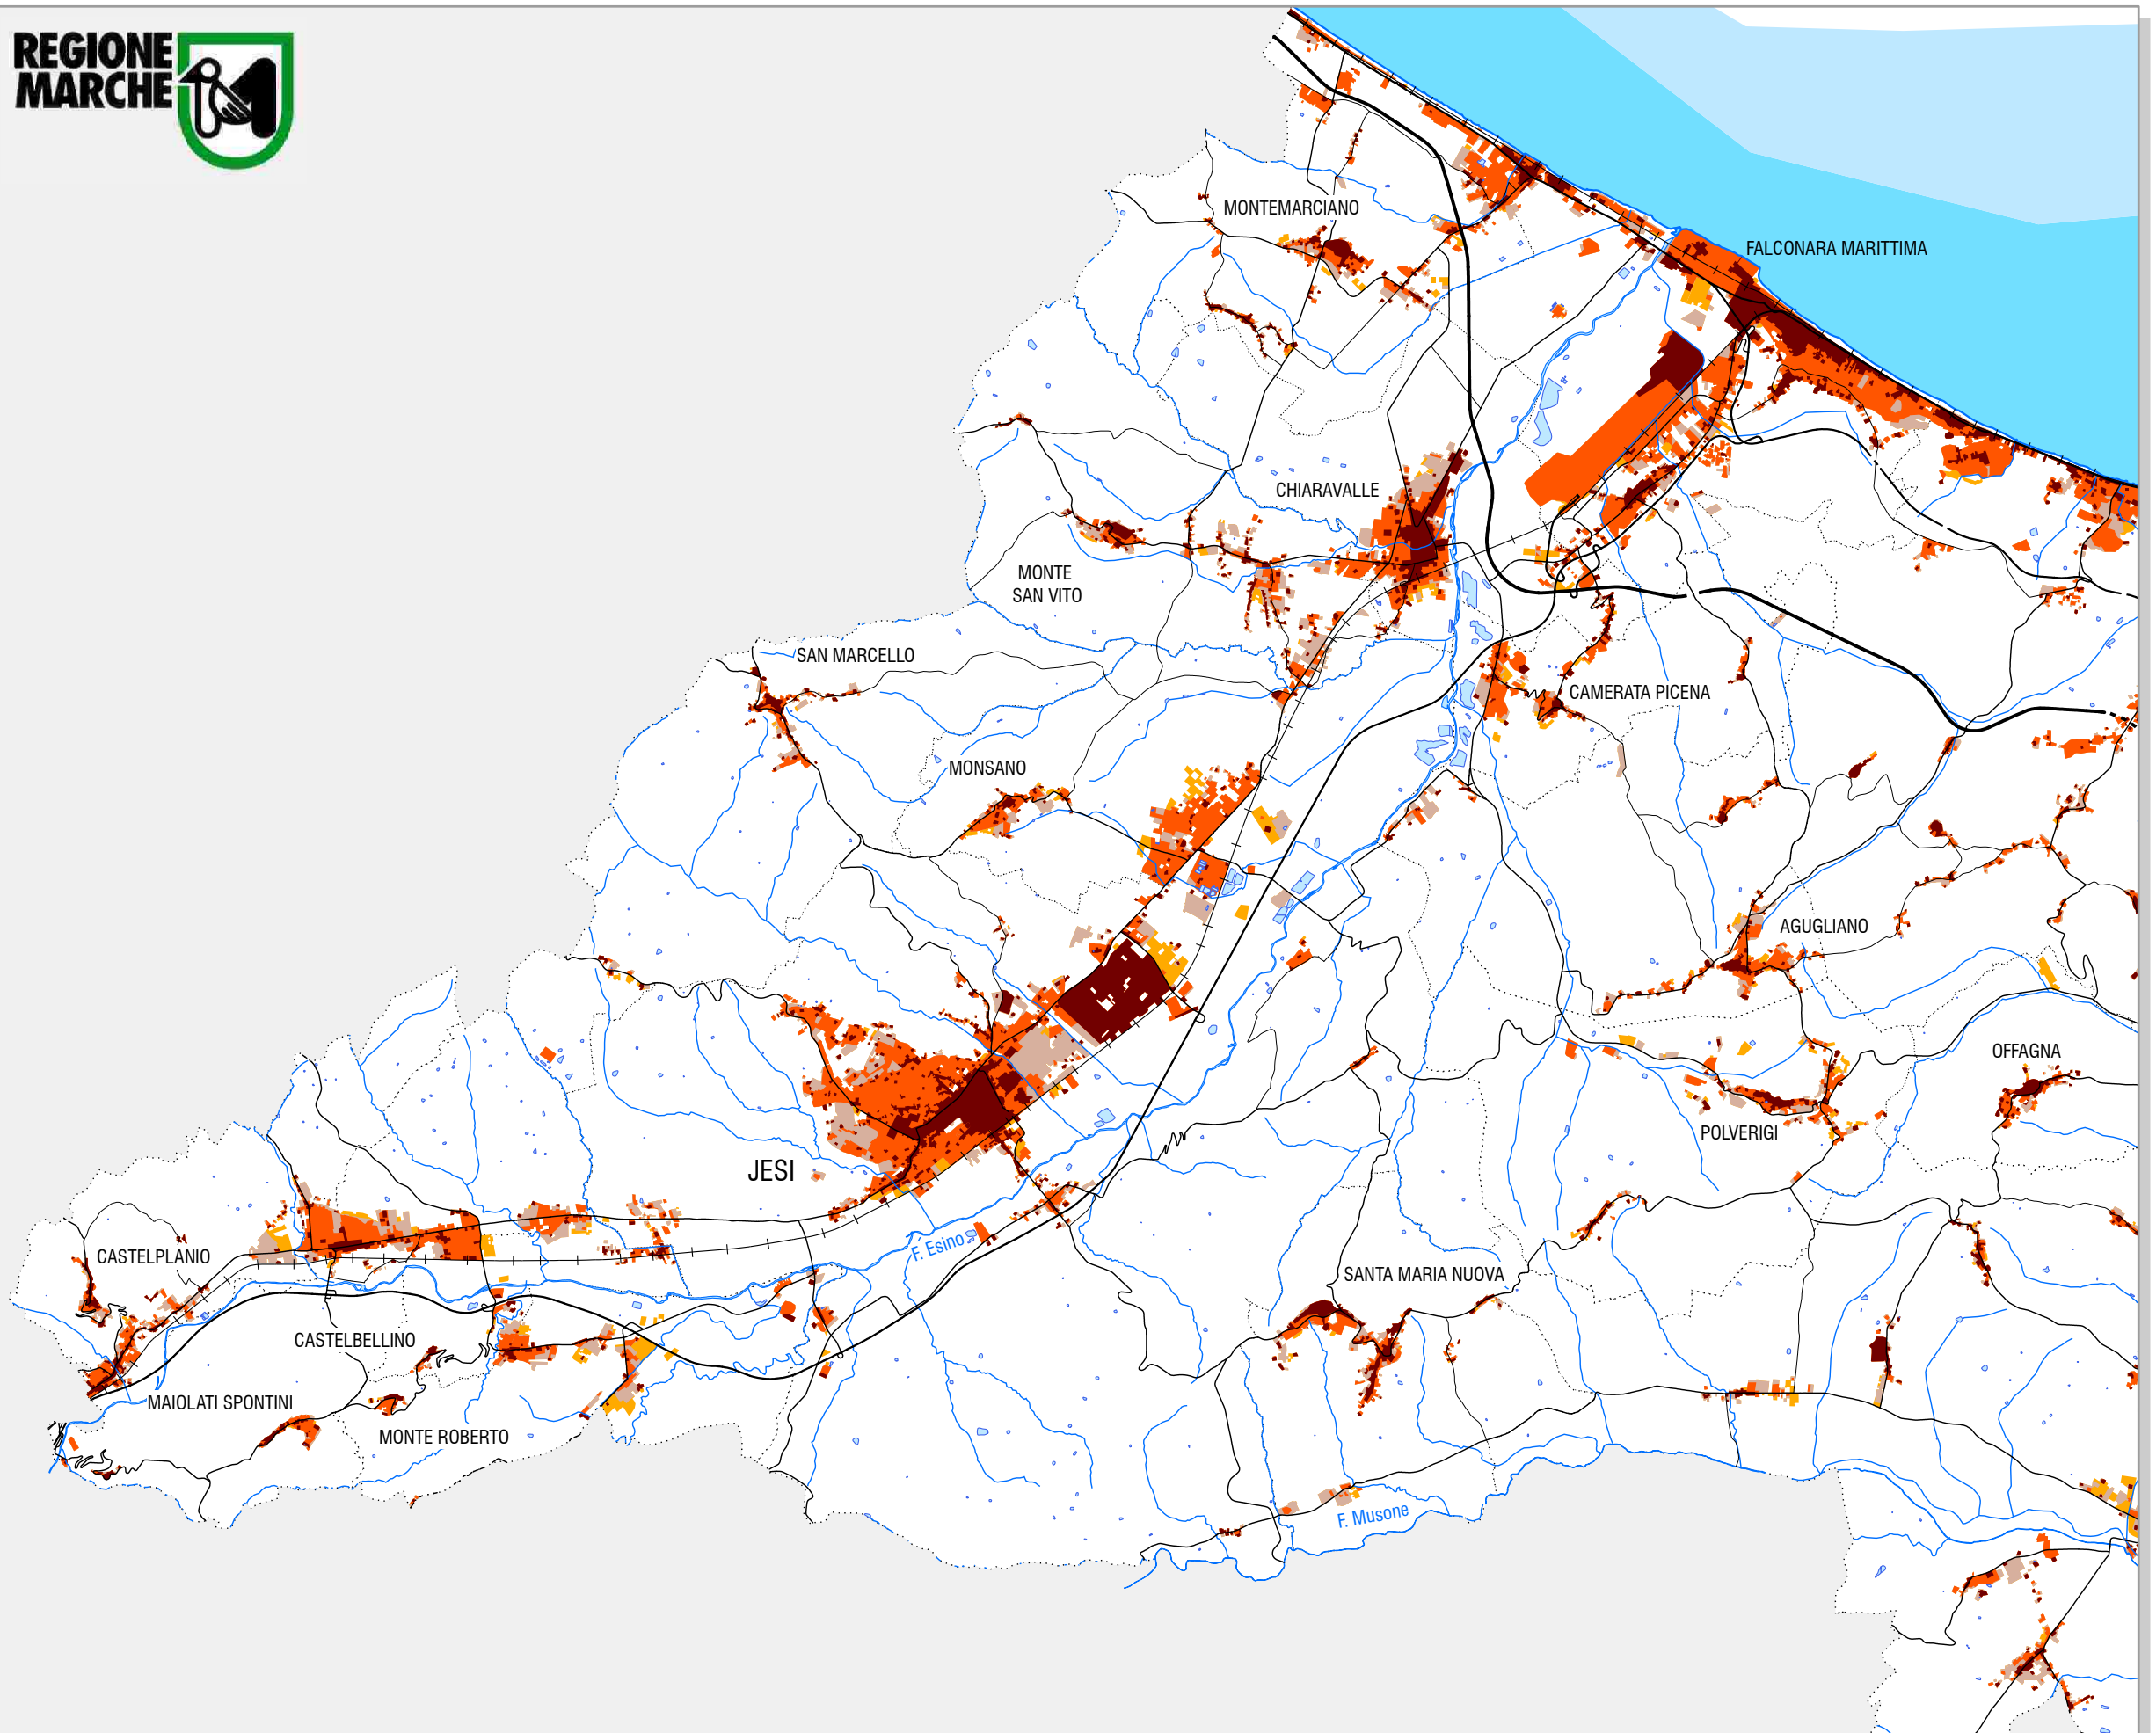 REGIONE
MARCHE
MONTEMARCIANO
FALCONARA MARITTIMA
CHIARAVALLE
MONTE
SAN VITO
SAN MARCELLO
CAMERATA PICENA
MONSANO
AGUGLIANO
OFFAGNA
POLVERIGI
JESI
F. Esino
CASTELPLANIO
SANTA MARIA NUOVA
CASTELBELLINO
MAIOLATI SPONTINI
MONTE ROBERTO
F. Musone